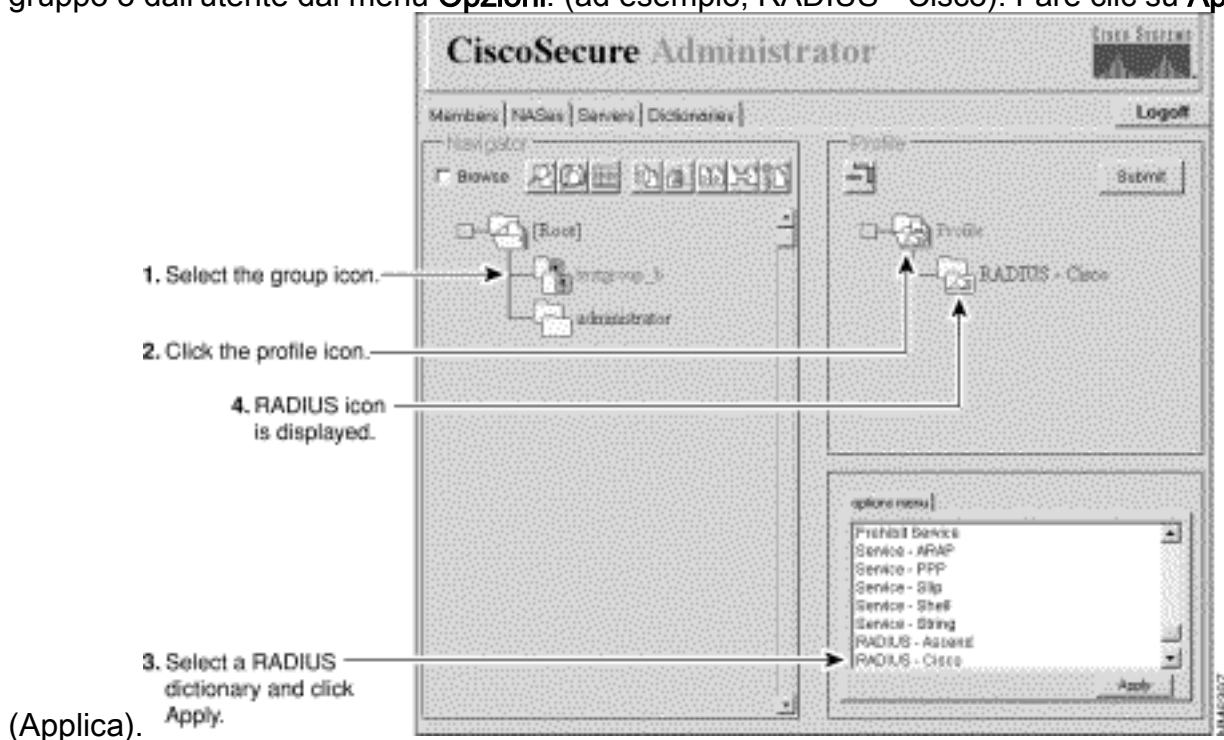 gruppo o dall'utente dal menu Opzioni. (ad esempio, RADIUS - Cisco). Fare clic su Ap
CiscoSecure Administrator
CISCO SYSTEMS
Members | NASes | Servers | Dictionaries |
Logoff
Navigator
Profile
Browse
Submit
[Root]
Profile
1. Select the group icon.
RADIUS - Cisco
administrator
2. Click the profile icon.
4. RADIUS icon
is displayed.
options menu
Prohibit Service
Service - ARAP
Service - PPP
Service - Slip
Service - Shell
Service - String
RADIUS - Ascend
RADIUS - Cisco
3. Select a RADIUS
dictionary and click
Apply.
Apply
(Applica).